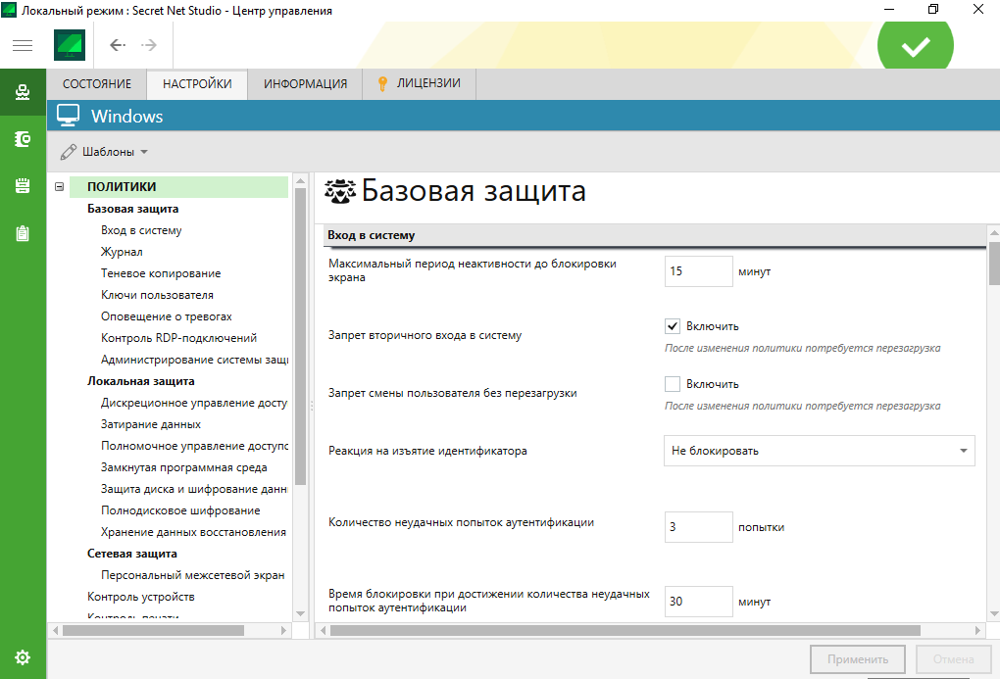 Локальный режим : Secret Net Studio - Центр управления
СОСТОЯНИЕ
НАСТРОЙКИ
ИНФОРМАЦИЯ
ЛИЦЕНЗИИ
Windows
Шаблоны
ПОЛИТИКИ
Базовая защита
Вход в систему
Журнал
Теневое копирование
Ключи пользователя
Оповещение о тревогах
Контроль RDP-подключений
Администрирование системы защи
Локальная защита
Дискреционное управление досту
Затирание данных
Полномочное управление доступо
Замкнутая программная среда
Защита диска и шифрование данн
Полнодисковое шифрование
Хранение данных восстановления
Сетевая защита
Персональный межсетевой экран
Контроль устройств
Контроль печати
Базовая защита
Вход в систему
Максимальный период неактивности до блокировки
экрана
15 минут
Запрет вторичного входа в систему
Включить
После изменения политики потребуется перезагрузка
Запрет смены пользователя без перезагрузки
Включить
После изменения политики потребуется перезагрузка
Реакция на изъятие идентификатора
Не блокировать
Количество неудачных попыток аутентификации
3 попытки
Время блокировки при достижении количества неудачных
попыток аутентификации
30 минут
Применить
Отмена